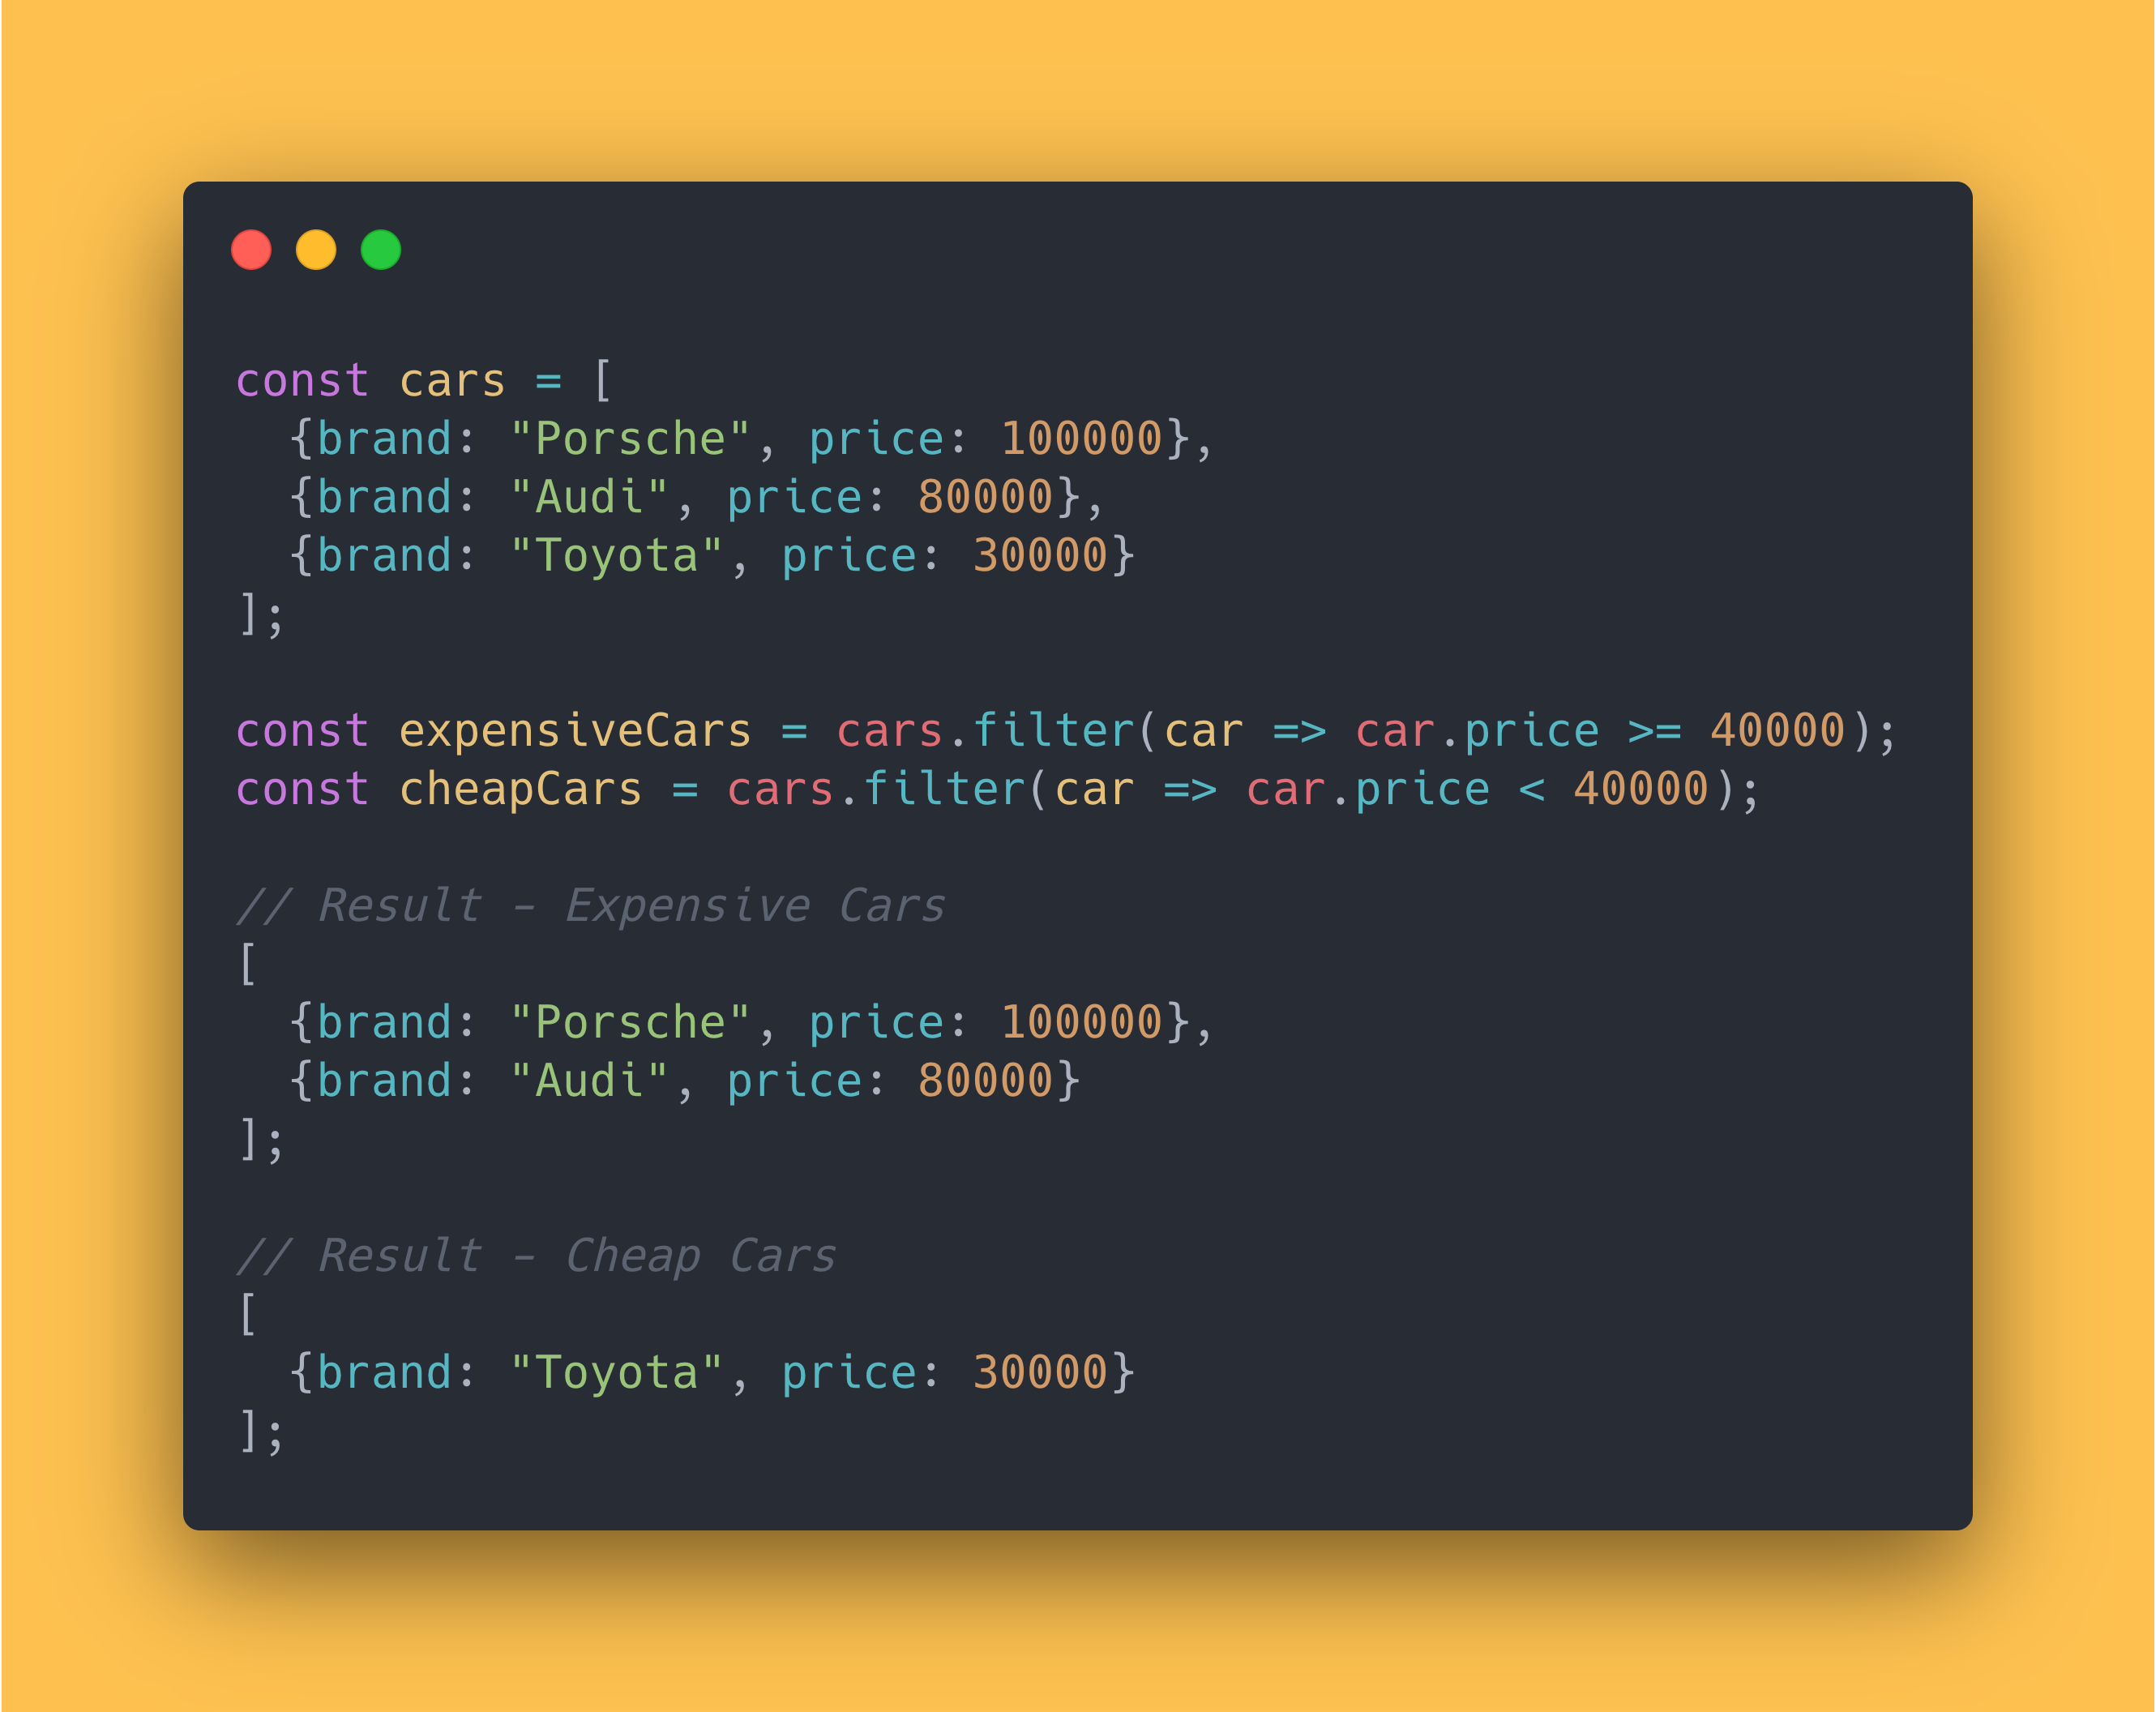 const cars = [
  {brand: "Porsche", price: 100000},
  {brand: "Audi", price: 80000},
  {brand: "Toyota", price: 30000}
];

const expensiveCars = cars.filter(car => car.price >= 40000);
const cheapCars = cars.filter(car => car.price < 40000);

// Result - Expensive Cars
[
  {brand: "Porsche", price: 100000},
  {brand: "Audi", price: 80000}
];

// Result - Cheap Cars
[
  {brand: "Toyota", price: 30000}
];